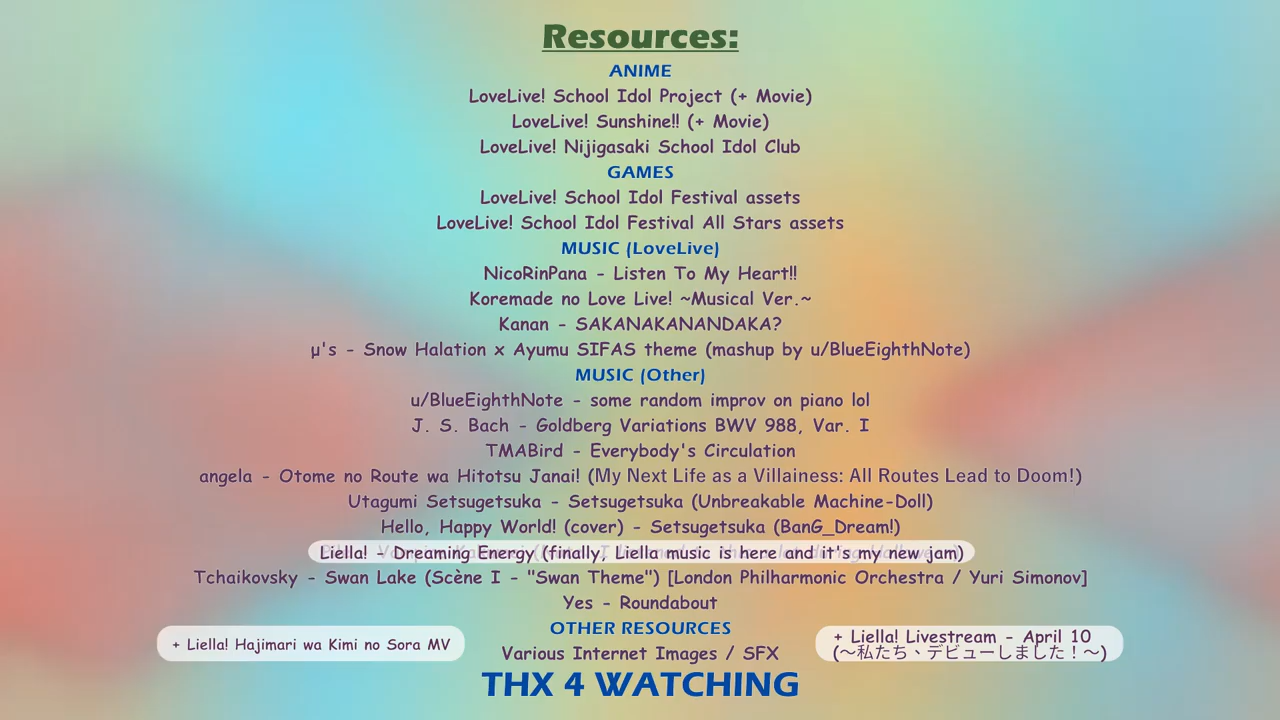 Resources:
ANIME
LoveLive! School Idol Project (+ Movie)
LoveLive! Sunshine!! (+ Movie)
LoveLive! Nijigasaki School Idol Club
GAMES
LoveLive! School Idol Festival assets
LoveLive! School Idol Festival All Stars assets
MUSIC (LoveLive)
NicoRinPana - Listen To My Heart!!
Koremade no Love Live! ~Musical Ver.~
Kanan - SAKANAKANANDAKA?
μ's - Snow Halation x Ayumu SIFAS theme (mashup by u/BlueEighthNote)
MUSIC (Other)
u/BlueEighthNote - some random improv on piano lol
J. S. Bach - Goldberg Variations BWV 988, Var. I
TMABird - Everybody's Circulation
angela - Otome no Route wa Hitotsu Janai! (My Next Life as a Villainess: All Routes Lead to Doom!)
Utagumi Setsugetsuka - Setsugetsuka (Unbreakable Machine-Doll)
Hello, Happy World! (cover) - Setsugetsuka (BanG_Dream!)
Liella! - Dreaming Energy (finally, Liella music is here and it's my new jam)
Tchaikovsky - Swan Lake (Scène I - "Swan Theme") [London Philharmonic Orchestra / Yuri Simonov]
Yes - Roundabout
OTHER RESOURCES
Various Internet Images / SFX
+ Liella! Hajimari wa Kimi no Sora MV
+ Liella! Livestream - April 10
(〜私たち、デビューしました！〜)
THX 4 WATCHING